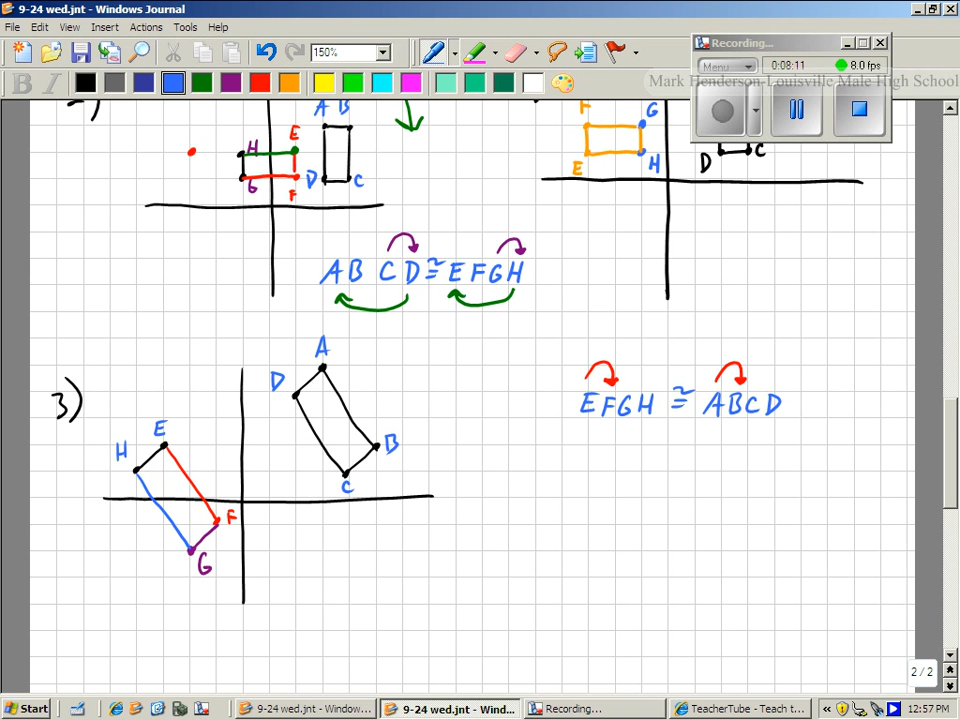 9-24 wed.jnt - Windows Journal
File Edit View Insert Actions Tools Help
150%
B I
Recording...
Menu 0:08:11 8.0 fps
Mark Henderson-Louisville Male High School
A B
H E
D C
G F
F G
E H
D C
AB CD ≅ EFGH
3)
A
D
B
C
E
H
F
G
EFGH ≅ ABCD
2 / 2
Start 9-24 wed.jnt - Window... 9-24 wed.jnt - Wind... Recording... TeacherTube - Teach t... 12:57 PM